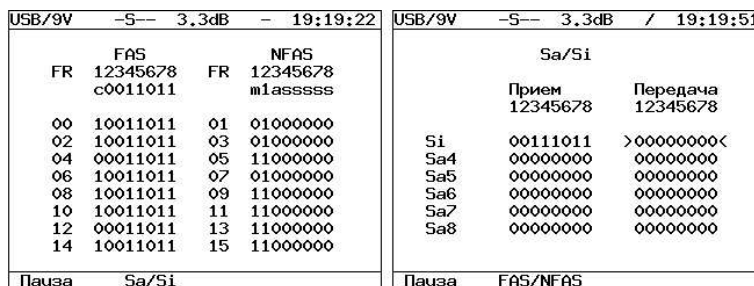 USB/9V -S-- 3.3dB - 19:19:22
FAS NFAS
FR 12345678 FR 12345678
c0011011 m1asssss
00 10011011 01 01000000
02 10011011 03 01000000
04 00011011 05 11000000
06 10011011 07 01000000
08 10011011 09 11000000
10 10011011 11 11000000
12 00011011 13 11000000
14 10011011 15 11000000
Пауза Sa/Si
USB/9V -S-- 3.3dB / 19:19:51
Sa/Si
Прием Передача
12345678 12345678
Si 00111011 >00000000<
Sa4 00000000 00000000
Sa5 00000000 00000000
Sa6 00000000 00000000
Sa7 00000000 00000000
Sa8 00000000 00000000
Пауза FAS/NFAS